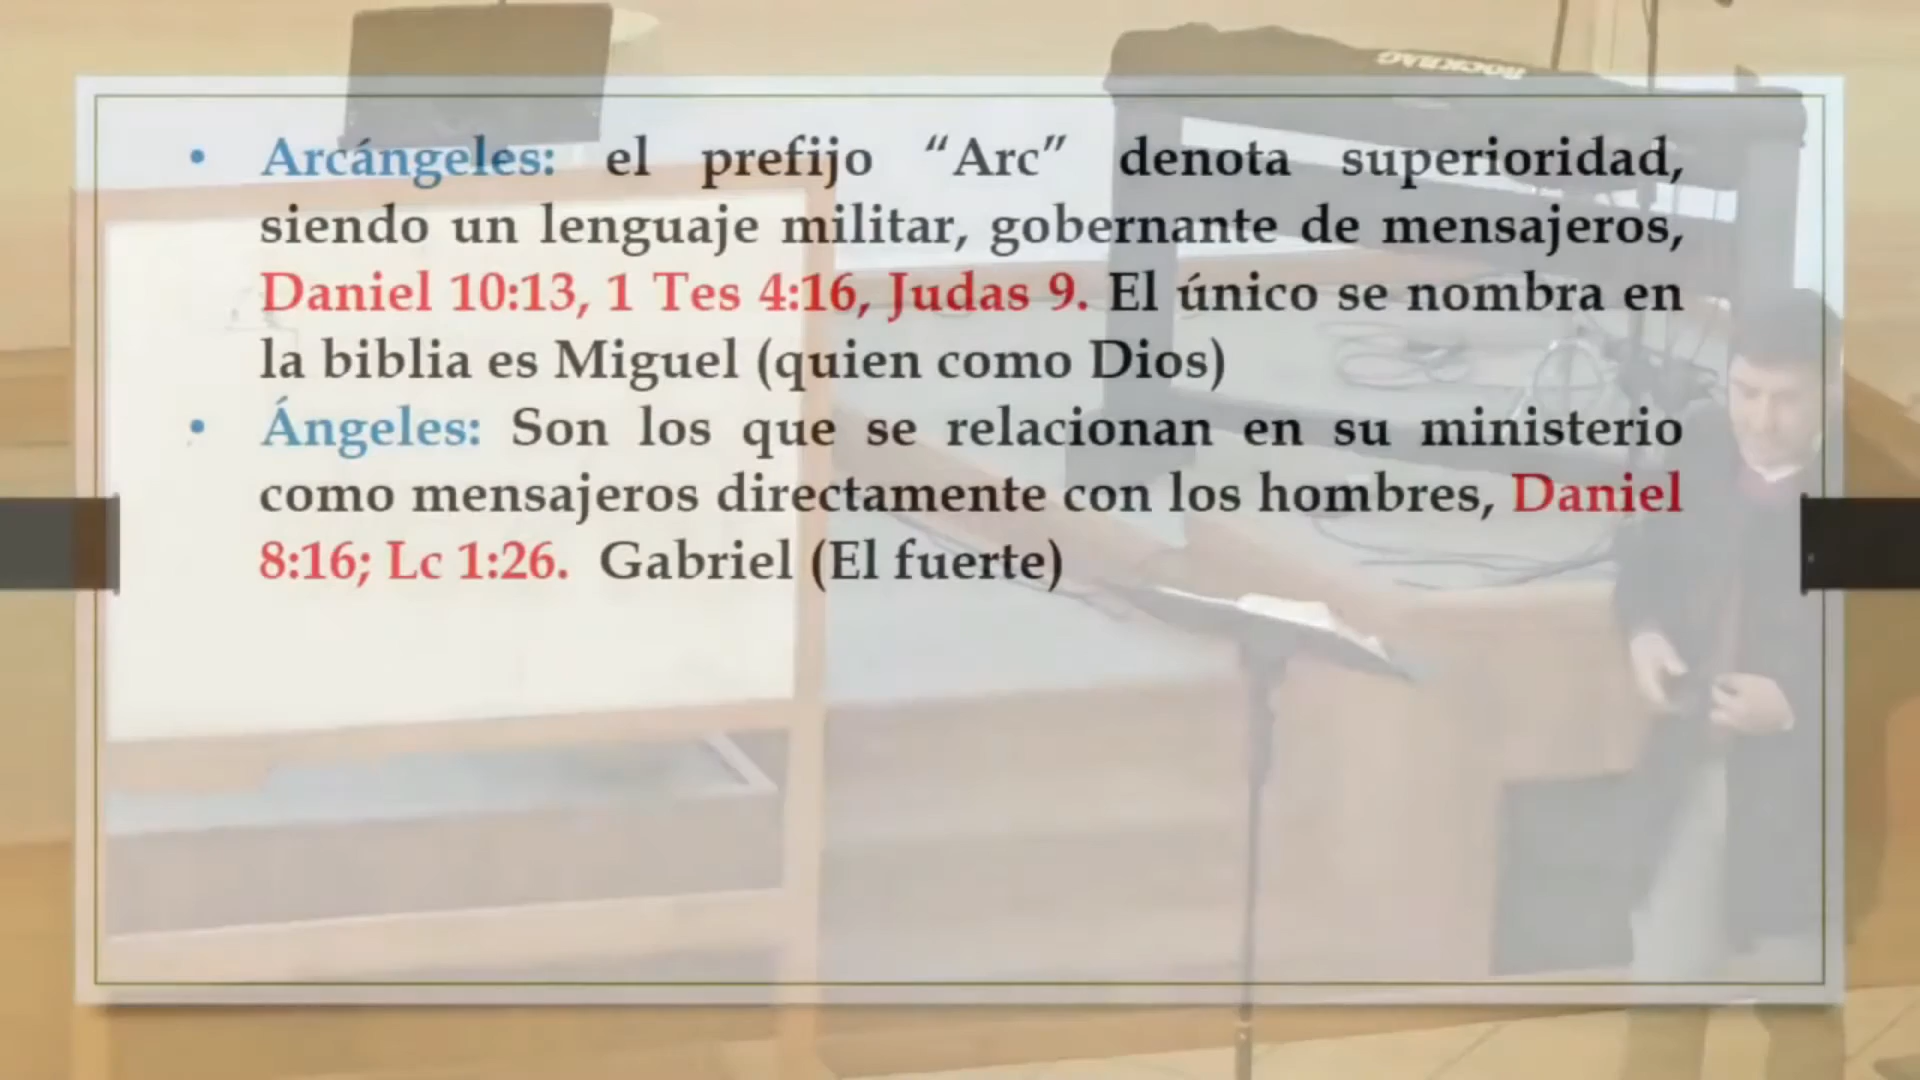 ROCKBAG
• Arcángeles: el prefijo “Arc” denota superioridad,
siendo un lenguaje militar, gobernante de mensajeros,
Daniel 10:13, 1 Tes 4:16, Judas 9. El único se nombra en
la biblia es Miguel (quien como Dios)
• Ángeles: Son los que se relacionan en su ministerio
como mensajeros directamente con los hombres, Daniel
8:16; Lc 1:26. Gabriel (El fuerte)